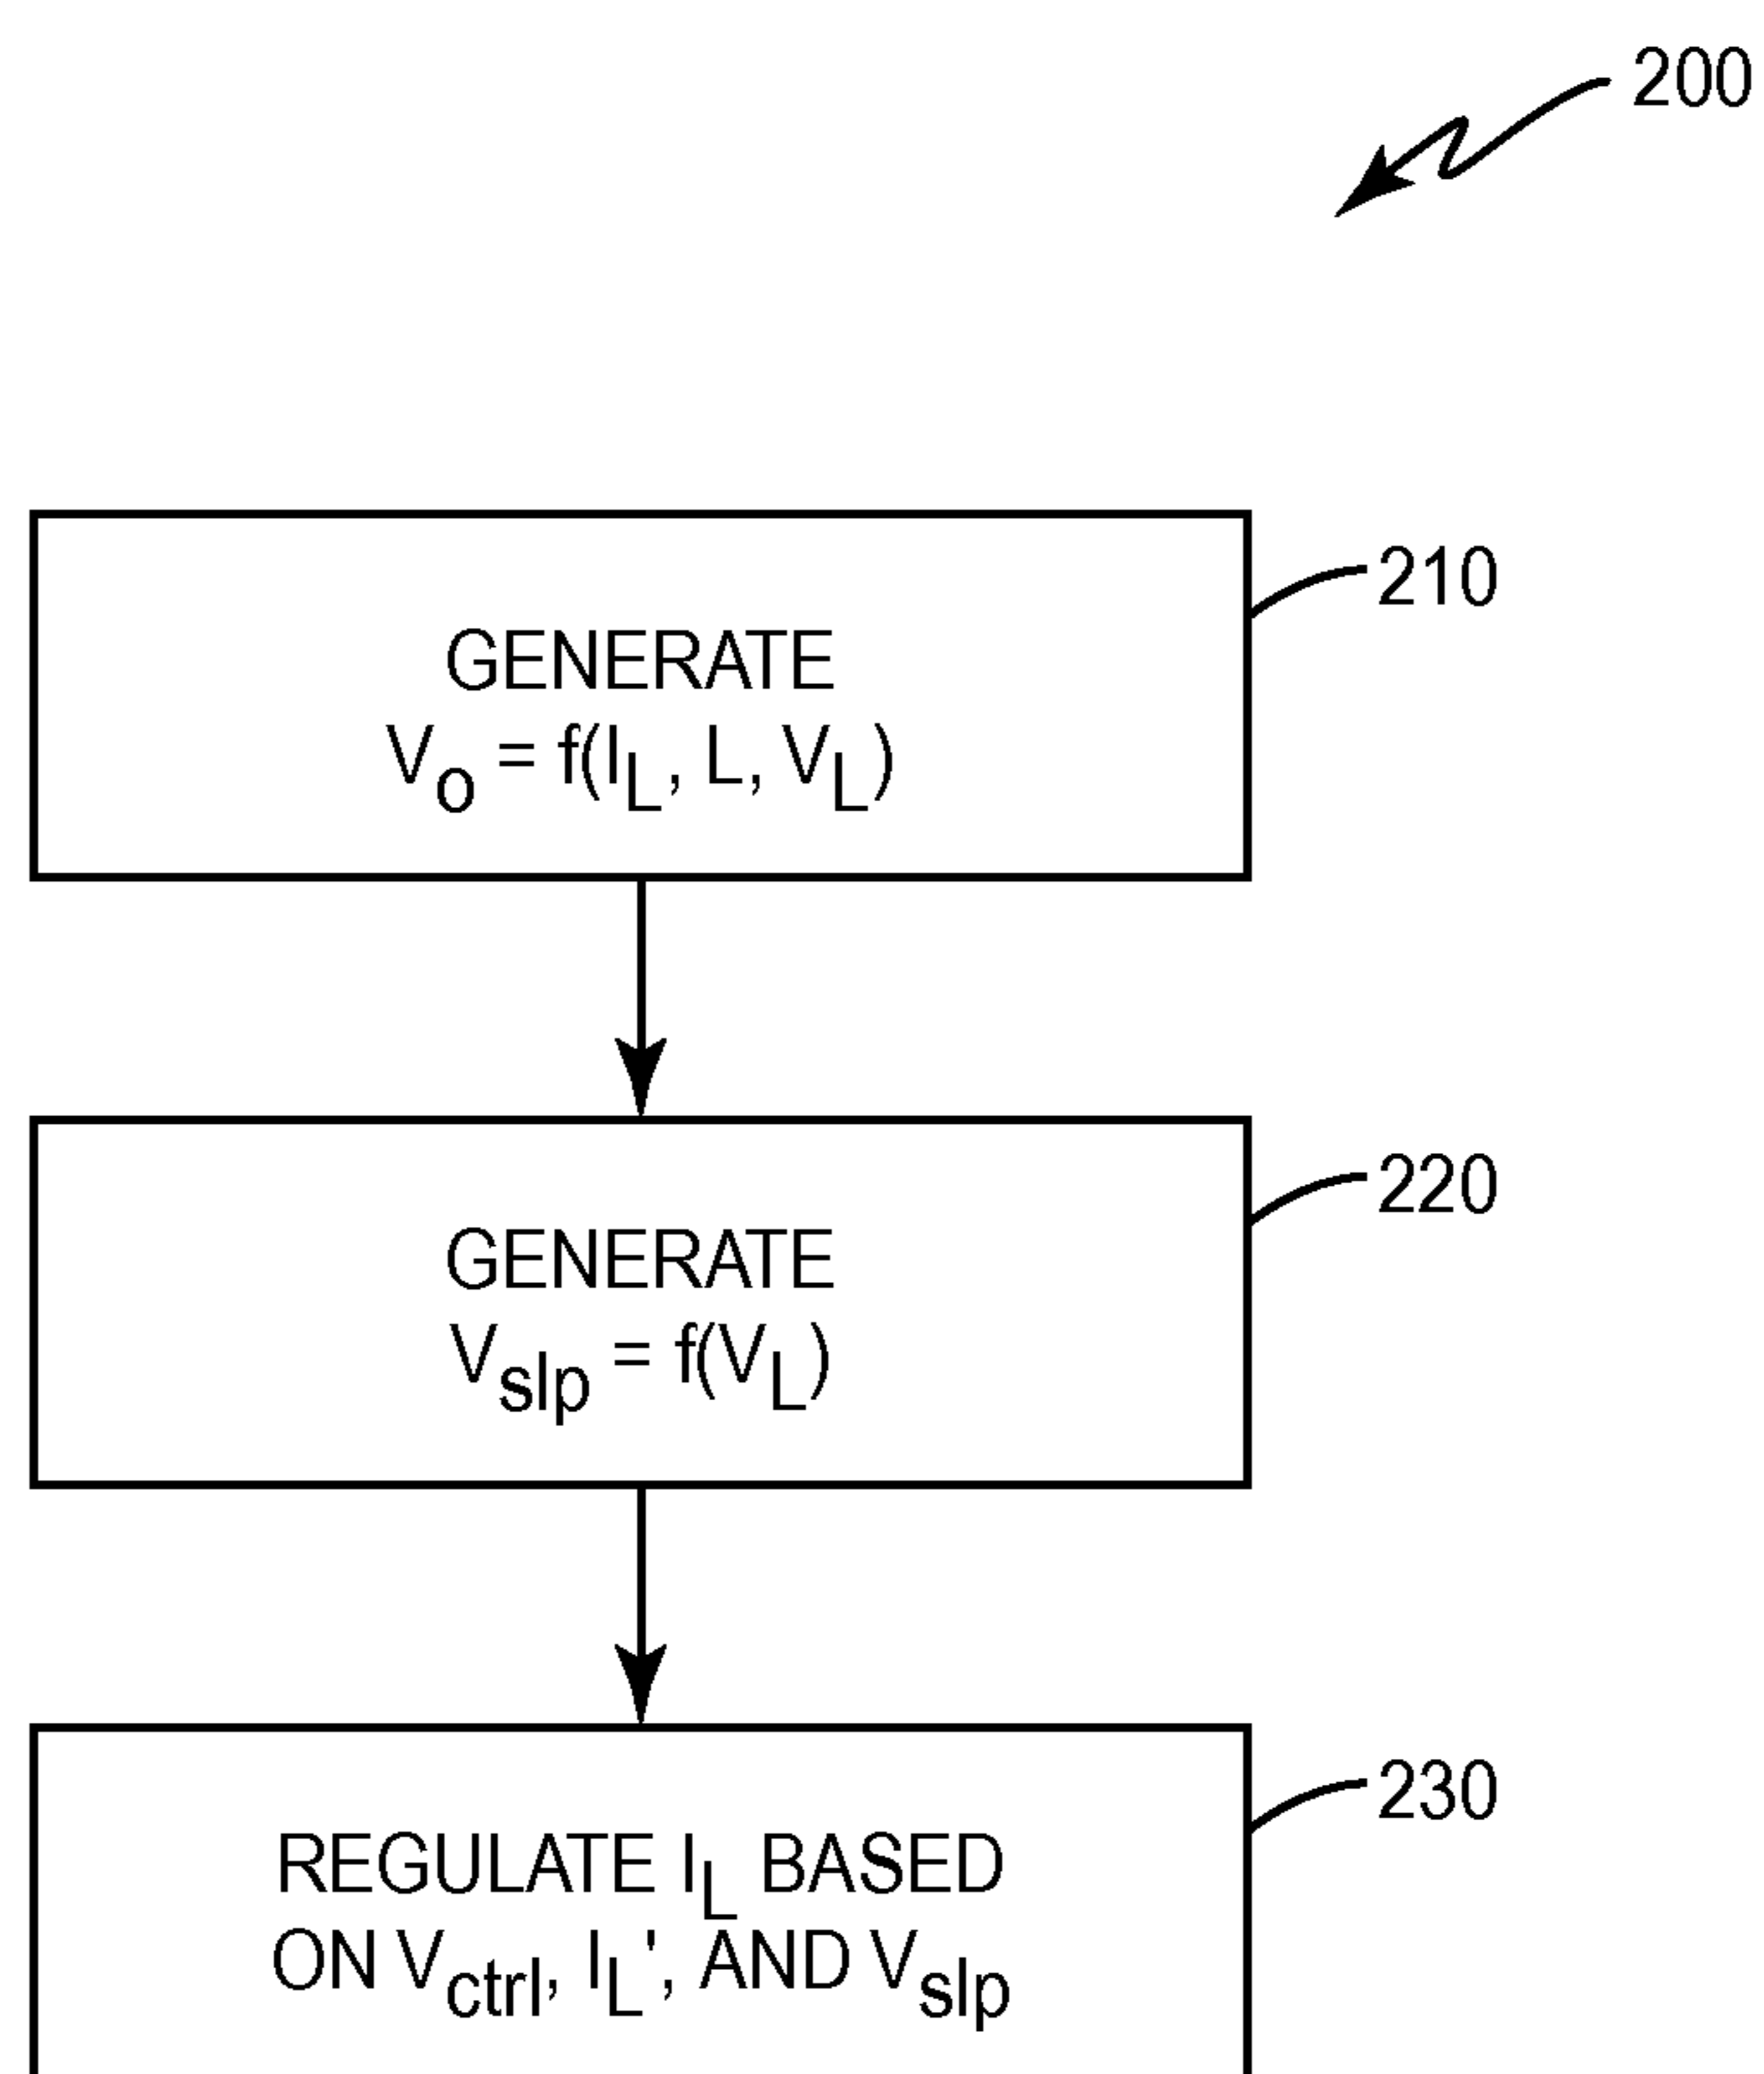 200
210
GENERATE
Vo = f(IL, L, VL)
220
GENERATE
Vslp = f(VL)
230
REGULATE IL BASED
ON Vctrl, IL', AND Vslp